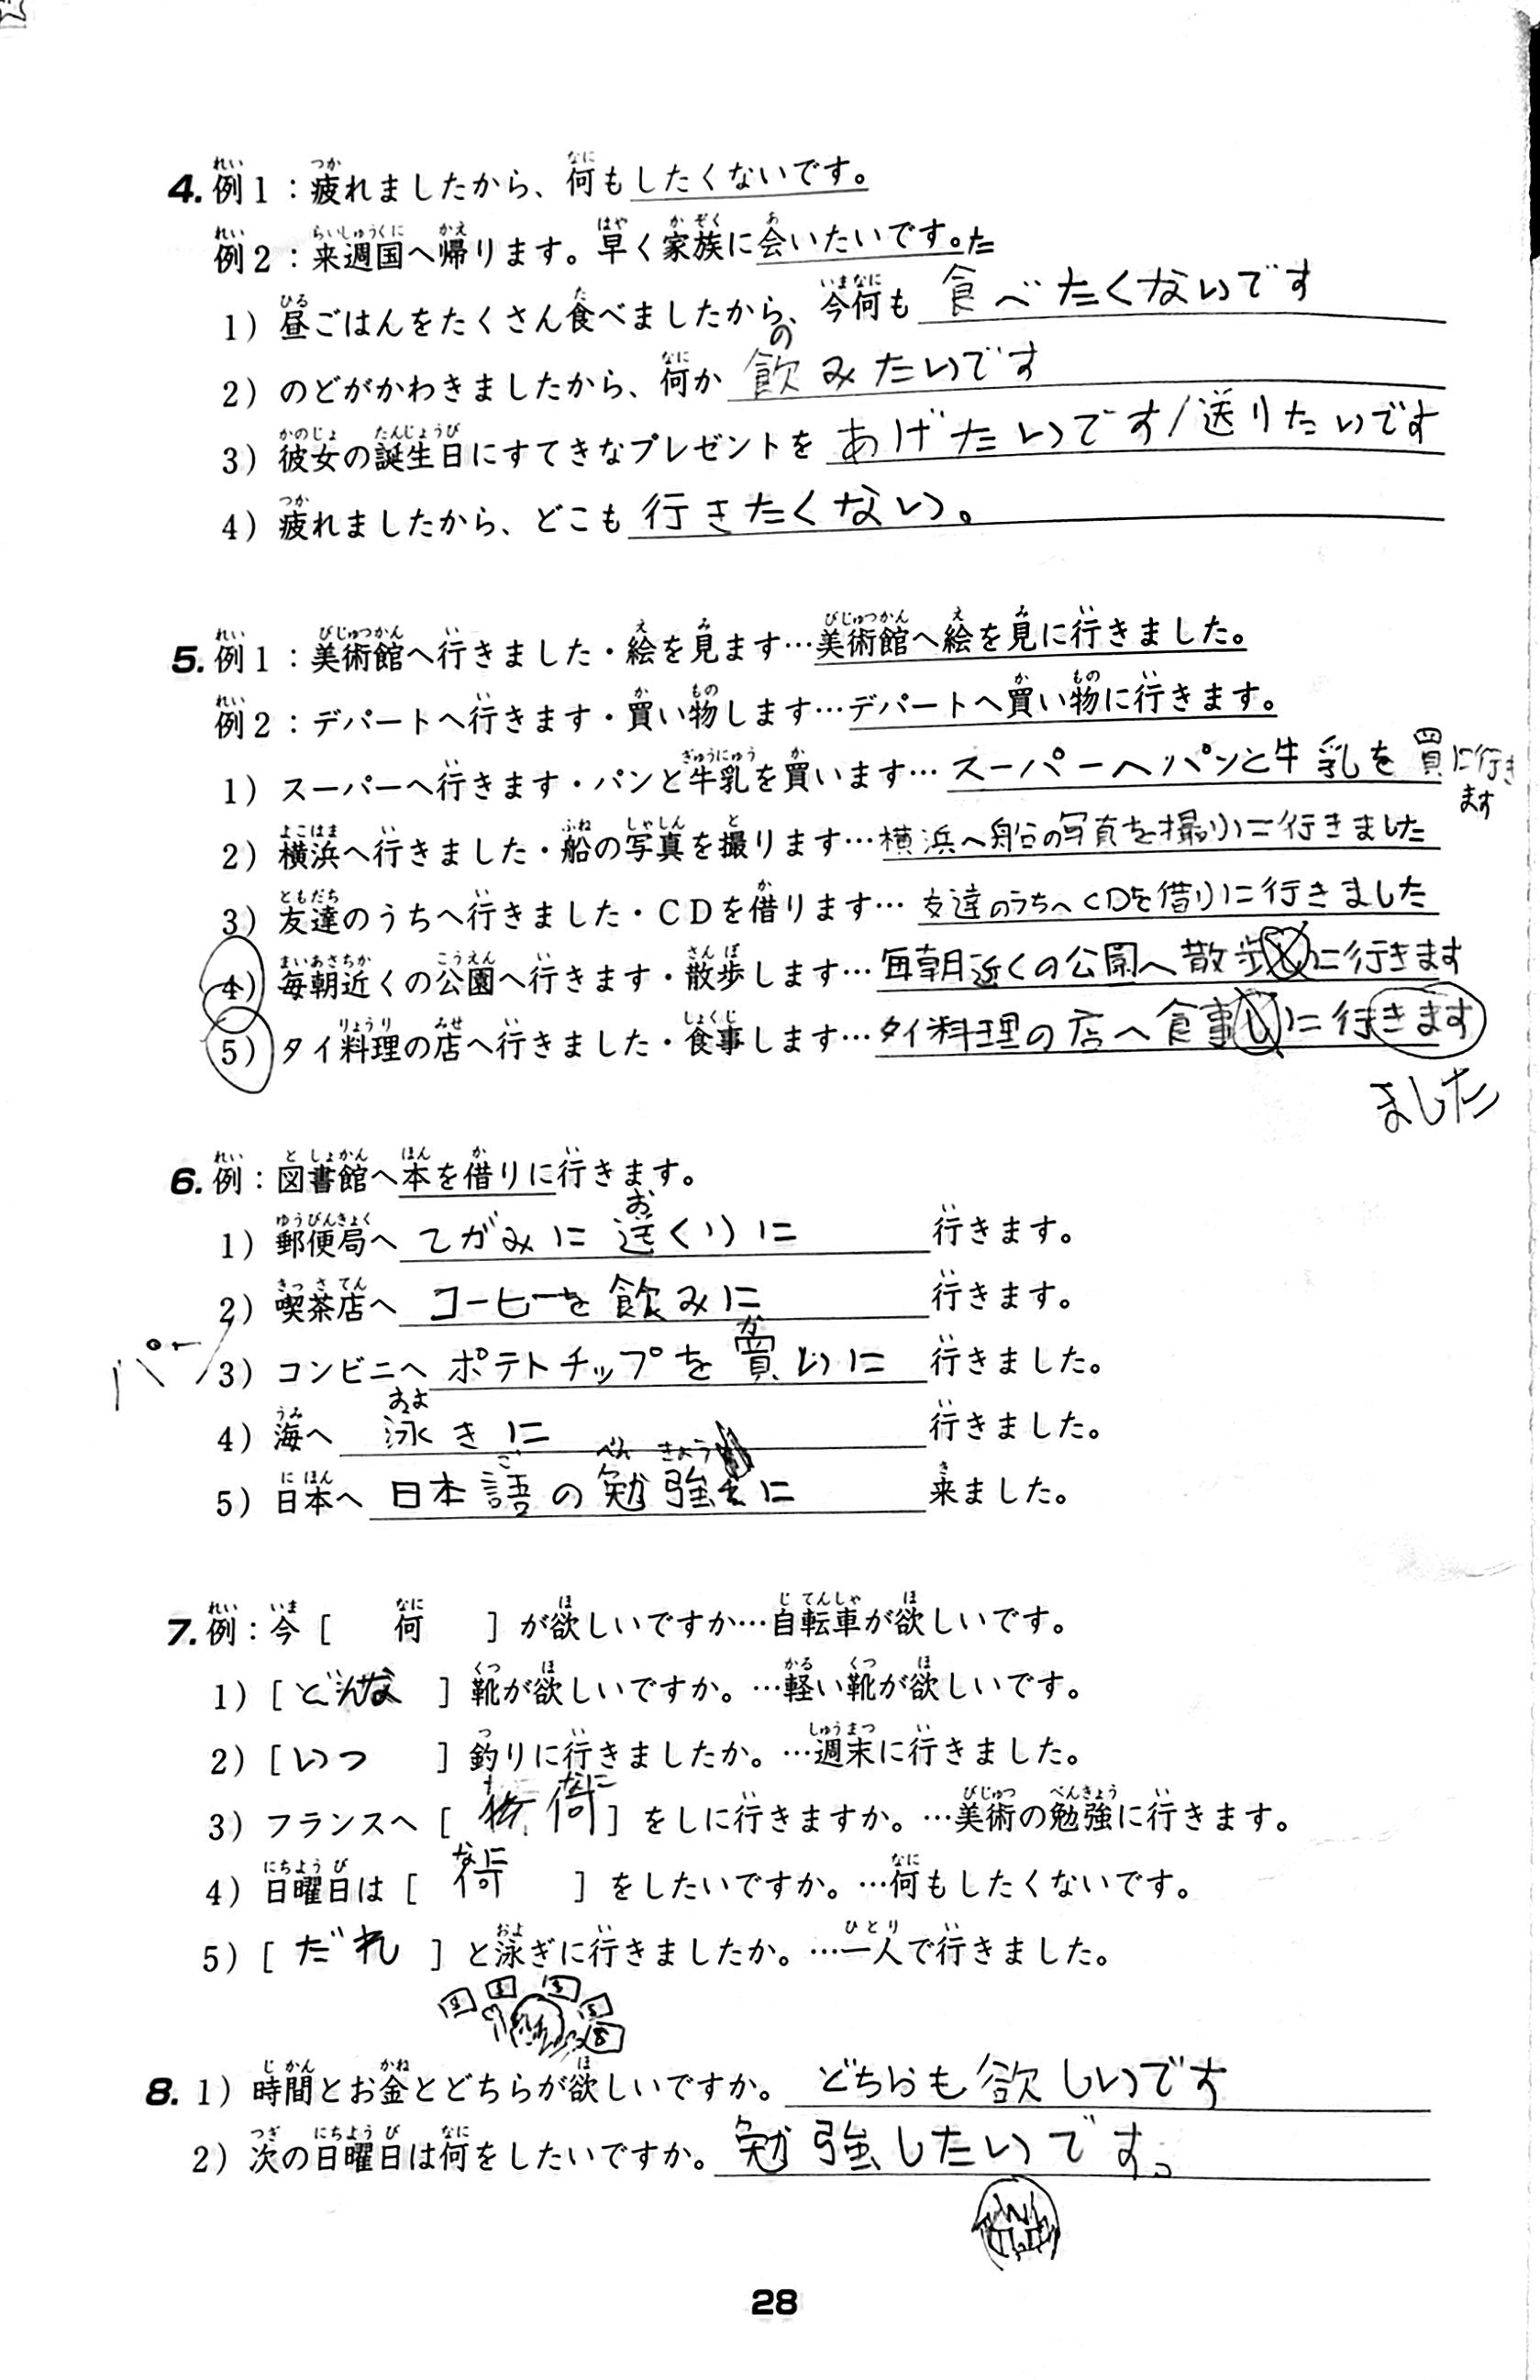 4. 例1：疲れましたから、何もしたくないです。
例2：来週国へ帰ります。早く家族に会いたいです。た
1) 昼ごはんをたくさん食べましたから、今何も 食べたくないです
2) のどがかわきましたから、何か 飲みたいです
3) 彼女の誕生日にすてきなプレゼントを あげたいです/送りたいです
4) 疲れましたから、どこも 行きたくない。
5. 例1：美術館へ行きました・絵を見ます…美術館へ絵を見に行きました。
例2：デパートへ行きます・買い物します…デパートへ買い物に行きます。
1) スーパーへ行きます・パンと牛乳を買います… スーパーへパンと牛乳を買に行き
ます
2) 横浜へ行きました・船の写真を撮ります…横浜へ船の写真を撮りに行きました
3) 友達のうちへ行きました・CDを借ります… 友達のうちへCDを借りに行きました
4) 毎朝近くの公園へ行きます・散歩します…毎朝近くの公園へ散歩に行きます
5) タイ料理の店へ行きました・食事します…タイ料理の店へ食事しに行きます
ました
6. 例：図書館へ本を借りに行きます。
1) 郵便局へ てがみに送くりに 行きます。
2) 喫茶店へ コーヒーを飲みに 行きます。
パーソ
3) コンビニへ ポテトチップを買いに 行きました。
4) 海へ 泳きに 行きました。
5) 日本へ 日本語の勉強に 来ました。
7. 例：今 [ 何 ] が欲しいですか…自転車が欲しいです。
1) [ どんな ] 靴が欲しいですか。…軽い靴が欲しいです。
2) [ いつ ] 釣りに行きましたか。…週末に行きました。
3) フランスへ [ 何 ] をしに行きますか。…美術の勉強に行きます。
4) 日曜日は [ 何 ] をしたいですか。…何もしたくないです。
5) [ だれ ] と泳ぎに行きましたか。…一人で行きました。
8. 1) 時間とお金とどちらが欲しいですか。 どちらも欲しいです
2) 次の日曜日は何をしたいですか。 勉強したいです。
28